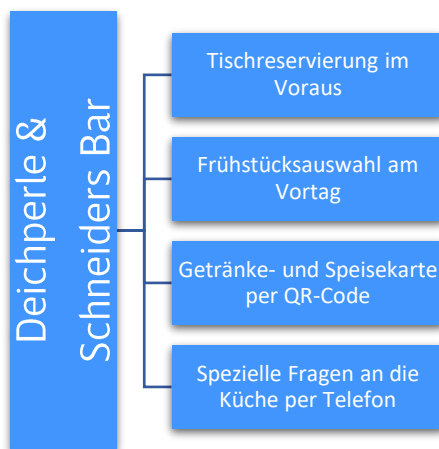 Deichperle &
Schneiders Bar
Tischreservierung im
Voraus
Frühstücksauswahl am
Vortag
Getränke- und Speisekarte
per QR-Code
Spezielle Fragen an die
Küche per Telefon